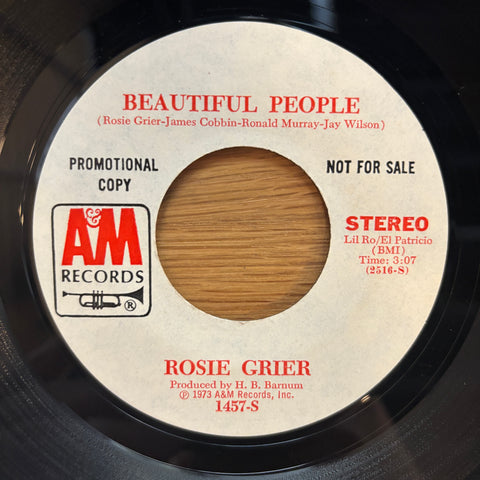 BEAUTIFUL PEOPLE
(Rosie Grier-James Cobbin-Ronald Murray-Jay Wilson)
PROMOTIONAL
COPY
NOT FOR SALE
A&M
RECORDS
®
STEREO
Lil Ro/El Patricio
(BMI)
Time: 3:07
(2516-S)
ROSIE GRIER
Produced by H. B. Barnum
℗ 1973 A&M Records, Inc.
1457-S